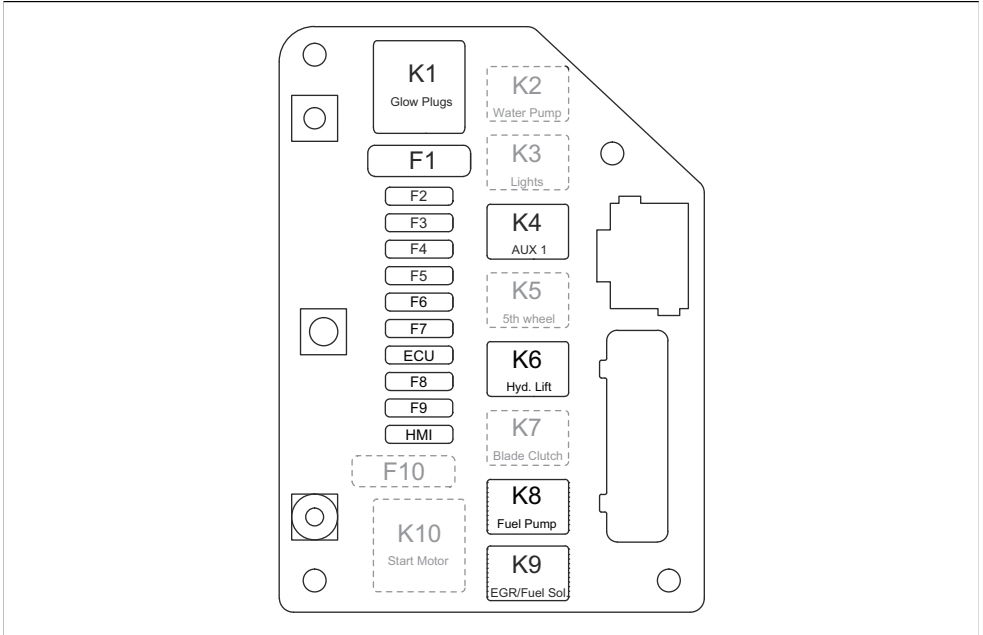 K1
Glow Plugs
F1
F2
F3
F4
F5
F6
F7
ECU
F8
F9
HMI
F10
K10
Start Motor
K2
Water Pump
K3
Lights
K4
AUX 1
K5
5th wheel
K6
Hyd. Lift
K7
Blade Clutch
K8
Fuel Pump
K9
EGR/Fuel Sol.